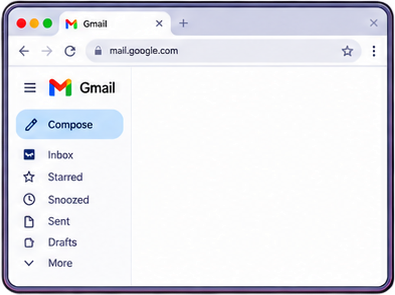 Gmail
mail.google.com
Gmail
Compose
Inbox
Starred
Snoozed
Sent
Drafts
More